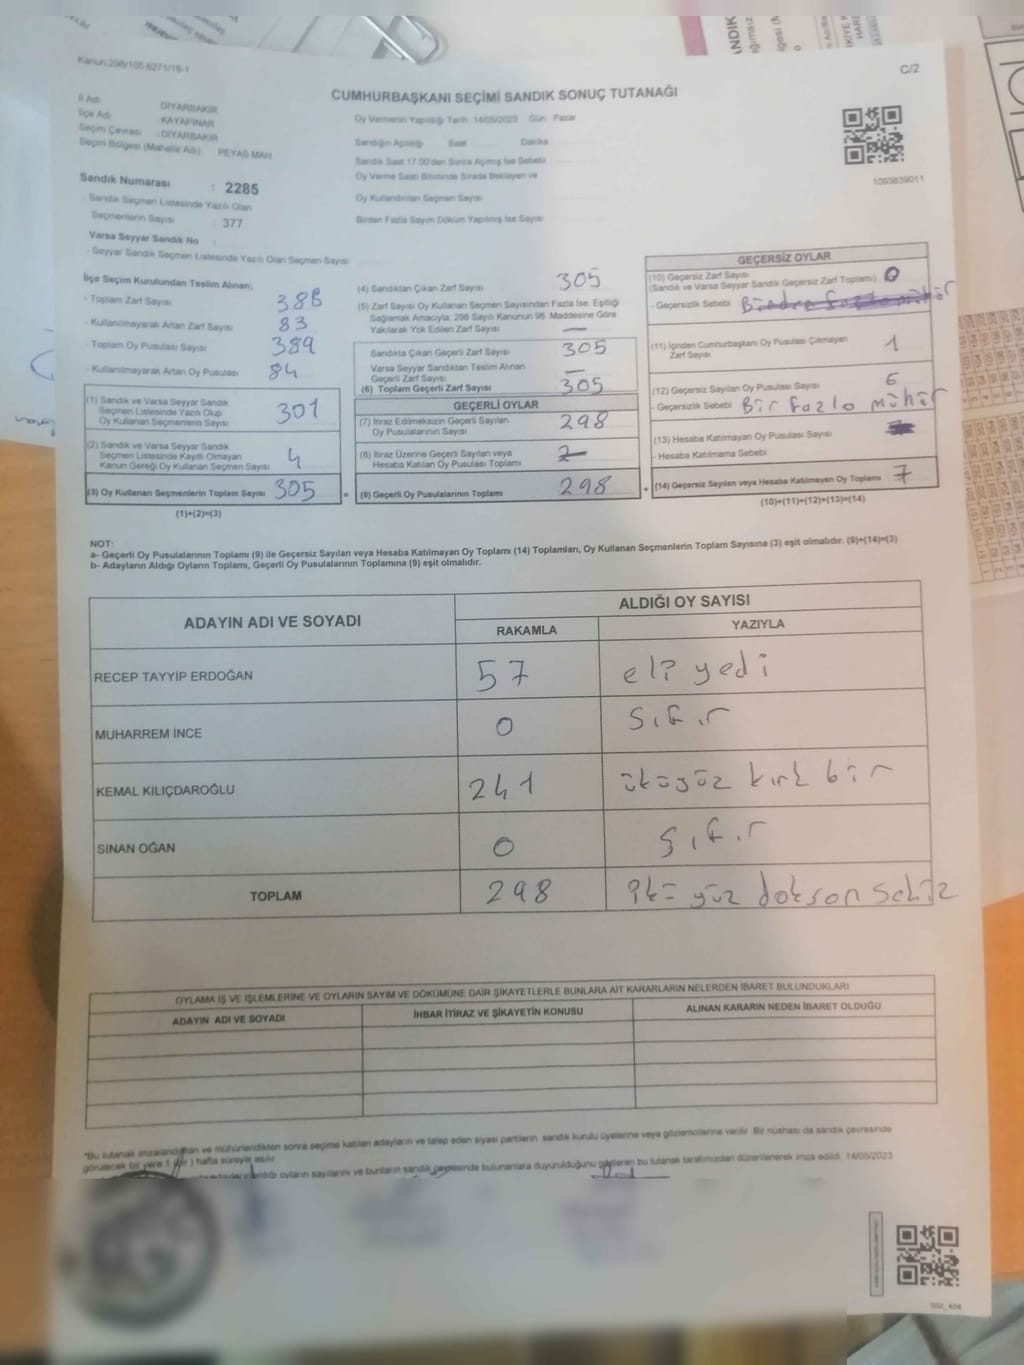 Kanun:298/105.6271/16-1
C/2
CUMHURBAŞKANI SEÇİMİ SANDIK SONUÇ TUTANAĞI
İl Adı DİYARBAKIR
İlçe Adı KAYAPINAR
Seçim Çevresi : DİYARBAKIR
Seçim Bölgesi (Mahalle Adı) PEYAS MAH
Sandık Numarası : 2285
- Sandık Seçmen Listesinde Yazılı Olan
Seçmenlerin Sayısı : 377
Varsa Seyyar Sandık No :
- Seyyar Sandık Seçmen Listesinde Yazılı Olan Seçmen Sayısı
Oy Vermenin Yapıldığı Tarih 14/05/2023 Gün Pazar
Sandığın Açıldığı Saat Dakika
Sandık Saat 17.00'den Sonra Açılmış İse Sebebi
Oy Verme Saati Bitiminde Sırada Bekleyen ve
Oy Kullandırılan Seçmen Sayısı
Birden Fazla Sayım Döküm Yapılmış İse Sayısı
1093839011
İlçe Seçim Kurulundan Teslim Alınan;
- Toplam Zarf Sayısı 388
- Kullanılmayarak Artan Zarf Sayısı 83
- Toplam Oy Pusulası Sayısı 389
- Kullanılmayarak Artan Oy Pusulası 84
(1) Sandık ve Varsa Seyyar Sandık
Seçmen Listesinde Yazılı Olup
Oy Kullanan Seçmenlerin Sayısı 301
(2) Sandık ve Varsa Seyyar Sandık
Seçmen Listesinde Kayıtlı Olmayan
Kanun Gereği Oy Kullanan Seçmen Sayısı 4
(3) Oy Kullanan Seçmenlerin Toplam Sayısı 305 =
(1)+(2)=(3)
(4) Sandıktan Çıkan Zarf Sayısı 305
(5) Zarf Sayısı Oy Kullanan Seçmen Sayısından Fazla İse, Eşitliği
Sağlamak Amacıyla, 298 Sayılı Kanunun 98. Maddesine Göre
Yakılarak Yok Edilen Zarf Sayısı —
Sandıkta Çıkan Geçerli Zarf Sayısı 305
Varsa Seyyar Sandıktan Teslim Alınan
Geçerli Zarf Sayısı —
(6) Toplam Geçerli Zarf Sayısı 305
GEÇERLİ OYLAR
(7) İtiraz Edilmeksizin Geçerli Sayılan
Oy Pusulalarının Sayısı 298
(8) İtiraz Üzerine Geçerli Sayılan veya
Hesaba Katılan Oy Pusulası Toplamı
(9) Geçerli Oy Pusulalarının Toplamı 298 +
GEÇERSİZ OYLAR
(10) Geçersiz Zarf Sayısı
(Sandık ve Varsa Seyyar Sandık Geçersiz Zarf Toplamı) 0
- Geçersizlik Sebebi
(11) İçinden Cumhurbaşkanı Oy Pusulası Çıkmayan
Zarf Sayısı 1
(12) Geçersiz Sayılan Oy Pusulası Sayısı 6
- Geçersizlik Sebebi Bir fazla mühür
(13) Hesaba Katılmayan Oy Pusulası Sayısı
- Hesaba Katılmama Sebebi
(14) Geçersiz Sayılan veya Hesaba Katılmayan Oy Toplamı 7
(10)+(11)+(12)+(13)=(14)
NOT:
a- Geçerli Oy Pusulalarının Toplamı (9) ile Geçersiz Sayılan veya Hesaba Katılmayan Oy Toplamı (14) Toplamları, Oy Kullanan Seçmenlerin Toplam Sayısına (3) eşit olmalıdır. (9)+(14)=(3)
b- Adayların Aldığı Oyların Toplamı, Geçerli Oy Pusulalarının Toplamına (9) eşit olmalıdır.
ADAYIN ADI VE SOYADI
ALDIĞI OY SAYISI
RAKAMLA YAZIYLA
RECEP TAYYİP ERDOĞAN 57 elli yedi
MUHARREM İNCE 0 sıfır
KEMAL KILIÇDAROĞLU 241 ikiyüz kırk bir
SİNAN OĞAN 0 sıfır
TOPLAM 298 iki yüz doksan sekiz
OYLAMA İŞ VE İŞLEMLERİNE VE OYLARIN SAYIM VE DÖKÜMÜNE DAİR ŞİKAYETLERLE BUNLARA AİT KARARLARIN NELERDEN İBARET BULUNDUKLARI
ADAYIN ADI VE SOYADI İHBAR İTİRAZ VE ŞİKAYETİN KONUSU ALINAN KARARIN NEDEN İBARET OLDUĞU
"Bu tutanak imzalandıktan ve mühürlendikten sonra seçime katılan adayların ve talep eden siyasi partilerin sandık kurulu üyelerine veya gözlemcilerine verilir. Bir nüshası da sandık çevresinde
görülecek bir yere 1 (bir) hafta süreyle asılır.
aldığı oyların sayılarını ve bunların sandık çevresinde bulunanlara duyurulduğunu gösteren bu tutanak tarafımızdan düzenlenerek imza edildi. 14/05/2023